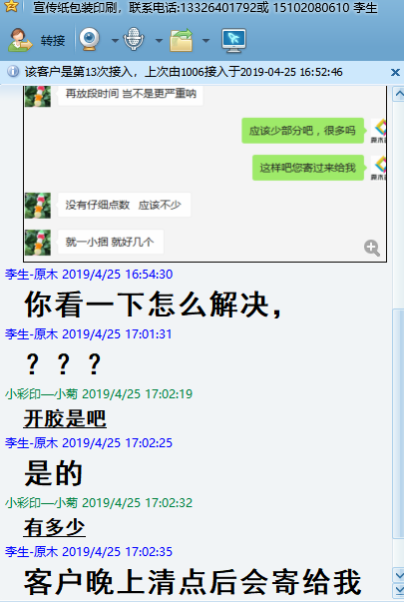 宣传纸包装印刷，联系电话:13326401792或 15102080610 李生
转接
该客户是第13次接入，上次由1006接入于2019-04-25 16:52:46
再放段时间 岂不是更严重呐
应该少部分吧，很多吗
这样吧您寄过来给我
没有仔细点数 应该不少
就一小捆 就好几个
李生-原木 2019/4/25 16:54:30
你看一下怎么解决，
李生-原木 2019/4/25 17:01:31
？？？
小彩印—小菊 2019/4/25 17:02:19
开胶是吧
李生-原木 2019/4/25 17:02:25
是的
小彩印—小菊 2019/4/25 17:02:32
有多少
李生-原木 2019/4/25 17:02:35
客户晚上清点后会寄给我